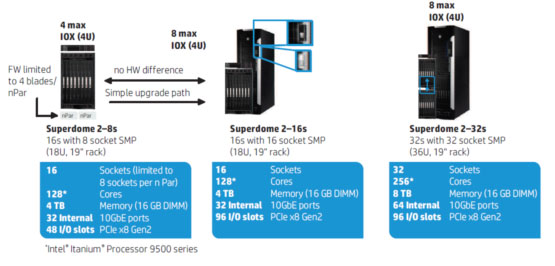 4 max
IOX (4U)
8 max
IOX (4U)
8 max
IOX (4U)
FW limited
to 4 blades/
nPar
no HW difference
Simple upgrade path
nPar nPar
Superdome 2–8s
16s with 8 socket SMP
(18U, 19" rack)
16 Sockets (limited to
8 sockets per n Par)
128* Cores
4 TB Memory (16 GB DIMM)
32 Internal 10GbE ports
48 I/O slots PCIe x8 Gen2
Superdome 2–16s
16s with 16 socket SMP
(18U, 19" rack)
16 Sockets
128* Cores
4 TB Memory (16 GB DIMM)
32 Internal 10GbE ports
96 I/O slots PCIe x8 Gen2
Superdome 2–32s
32s with 32 socket SMP
(36U, 19" rack)
32 Sockets
256* Cores
8 TB Memory (16 GB DIMM)
64 Internal 10GbE ports
96 I/O slots PCIe x8 Gen2
*Intel® Itanium® Processor 9500 series